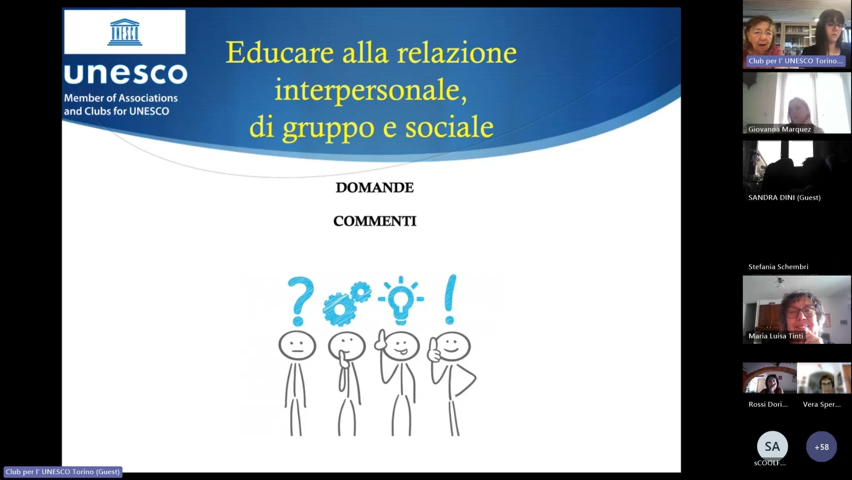 unesco
Member of Associations
and Clubs for UNESCO
Educare alla relazione
interpersonale,
di gruppo e sociale
DOMANDE
COMMENTI
? !
Club per l' UNESCO Torino...
Giovanna Marquez
SANDRA DINI (Guest)
Stefania Schembri
Maria Luisa Tinti
Rossi Dori...
Vera Sper...
SA
+58
sCOOLF...
Club per l' UNESCO Torino (Guest)